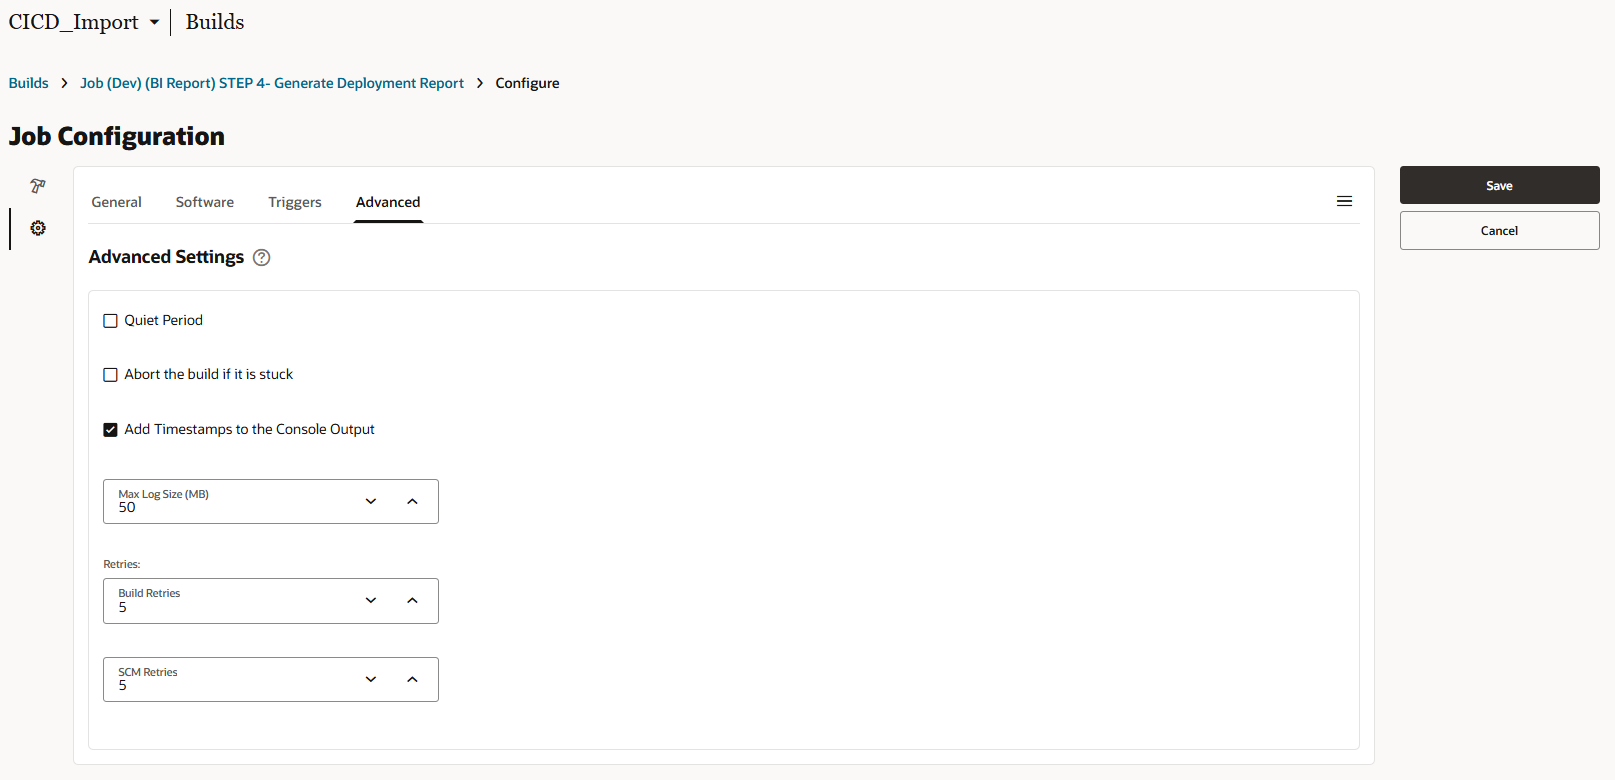 CICD_Import Builds
Builds > Job (Dev) (BI Report) STEP 4- Generate Deployment Report > Configure
Job Configuration
General Software Triggers Advanced
Save
Cancel
Advanced Settings
Quiet Period
Abort the build if it is stuck
Add Timestamps to the Console Output
Max Log Size (MB)
50
Retries:
Build Retries
5
SCM Retries
5